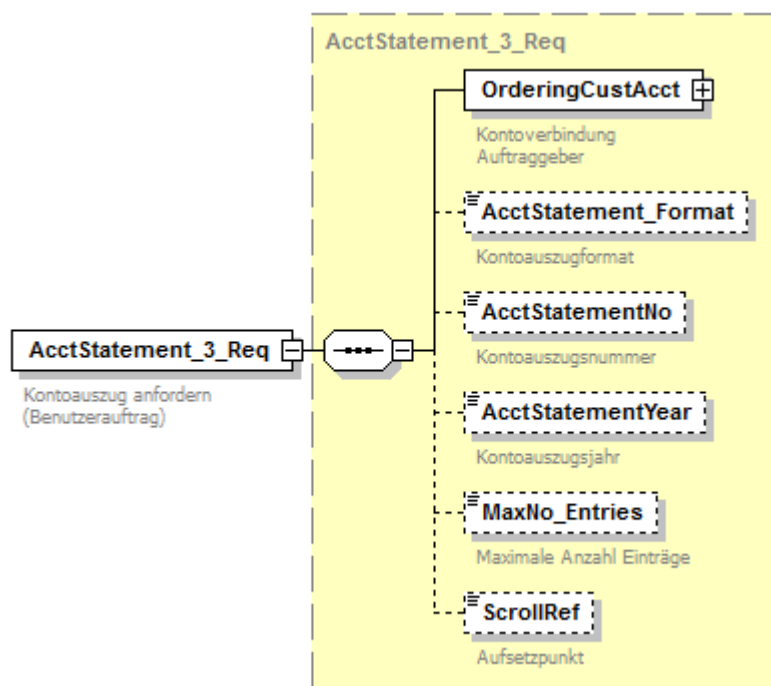 AcctStatement_3_Req
OrderingCustAcct
Kontoverbindung
Auftraggeber
AcctStatement_Format
Kontoauszugformat
AcctStatementNo
Kontoauszugsnummer
AcctStatement_3_Req
Kontoauszug anfordern
(Benutzerauftrag)
AcctStatementYear
Kontoauszugsjahr
MaxNo_Entries
Maximale Anzahl Einträge
ScrollRef
Aufsetzpunkt